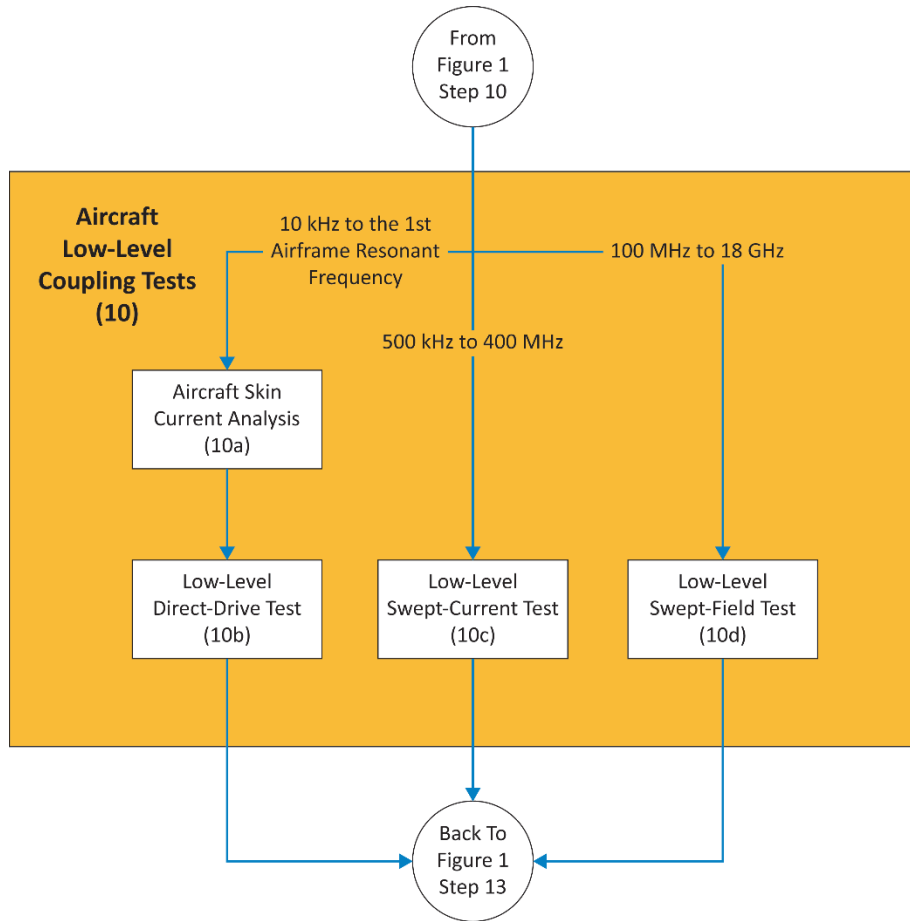 From
Figure 1
Step 10
Aircraft
Low-Level
Coupling Tests
(10)
10 kHz to the 1st
Airframe Resonant
Frequency
100 MHz to 18 GHz
500 kHz to 400 MHz
Aircraft Skin
Current Analysis
(10a)
Low-Level
Direct-Drive Test
(10b)
Low-Level
Swept-Current Test
(10c)
Low-Level
Swept-Field Test
(10d)
Back To
Figure 1
Step 13